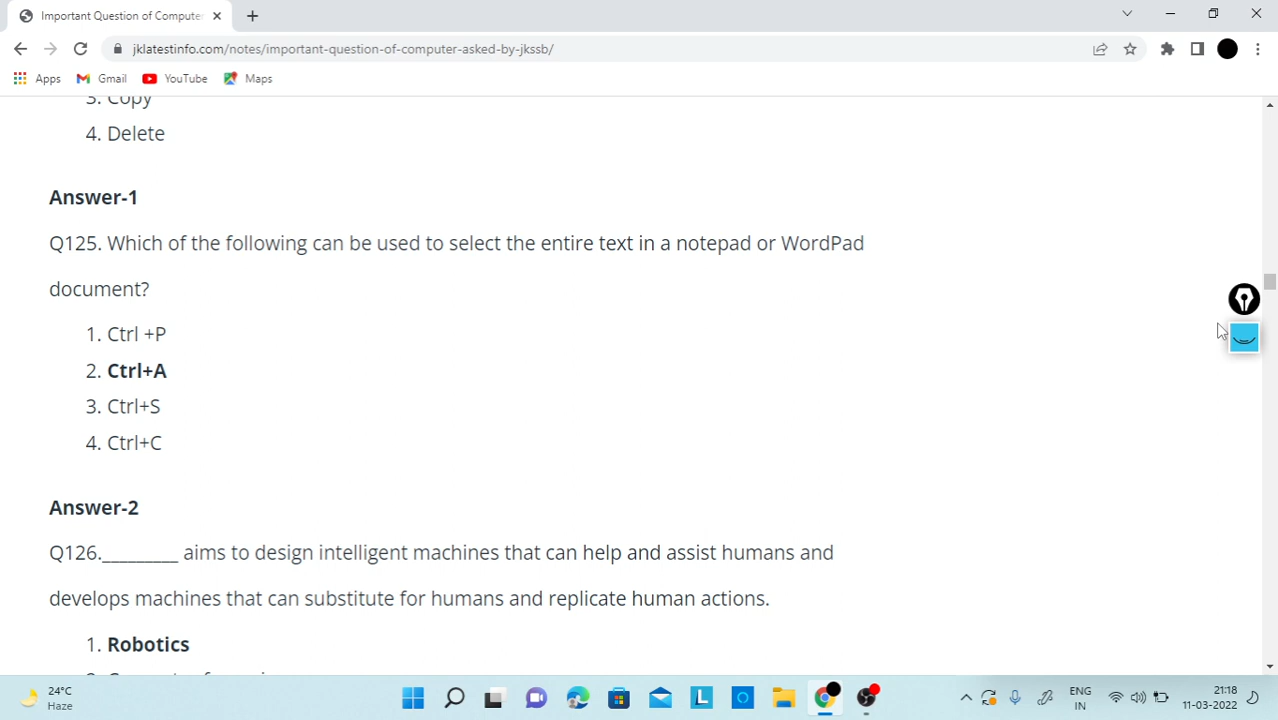 Important Question of Compute
jklatestinfo.com/notes/important-question-of-computer-asked-by-jkssb/
Apps Gmail YouTube Maps
3. Copy
4. Delete
Answer-1
Q125. Which of the following can be used to select the entire text in a notepad or WordPad
document?
1. Ctrl +P
2. Ctrl+A
3. Ctrl+S
4. Ctrl+C
Answer-2
Q126._________ aims to design intelligent machines that can help and assist humans and
develops machines that can substitute for humans and replicate human actions.
1. Robotics
24°C
Haze
L
ENG
IN
21:18
11-03-2022